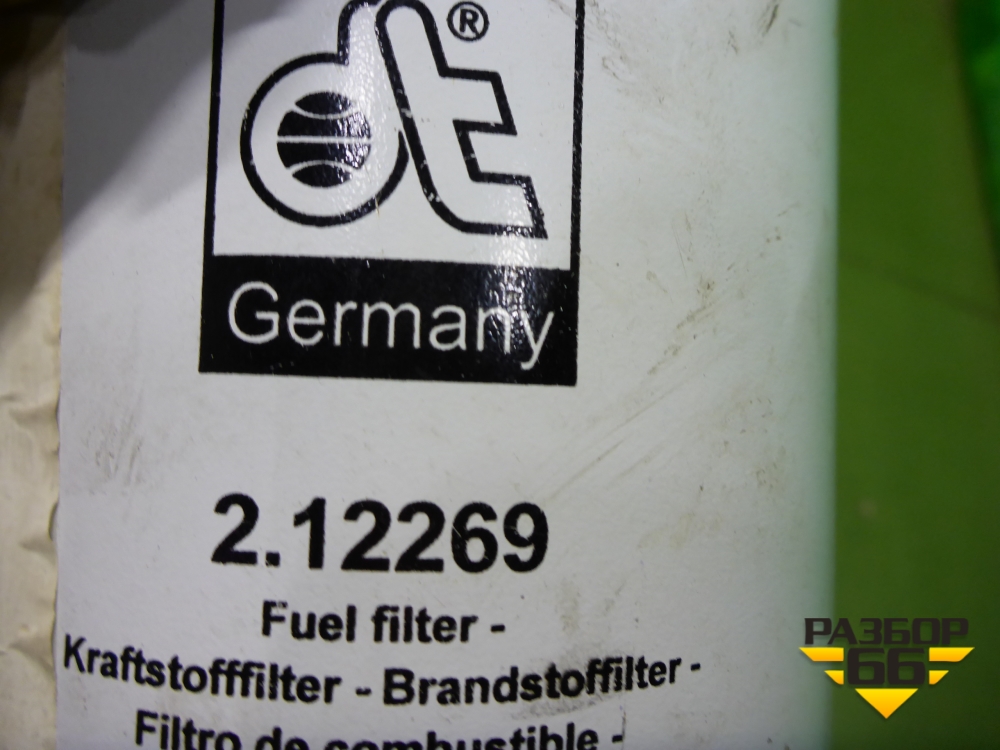 dt®
Germany
2.12269
Fuel filter -
Kraftstofffilter - Brandstoffilter -
Filtro de combustible -
РАЗБОР
66